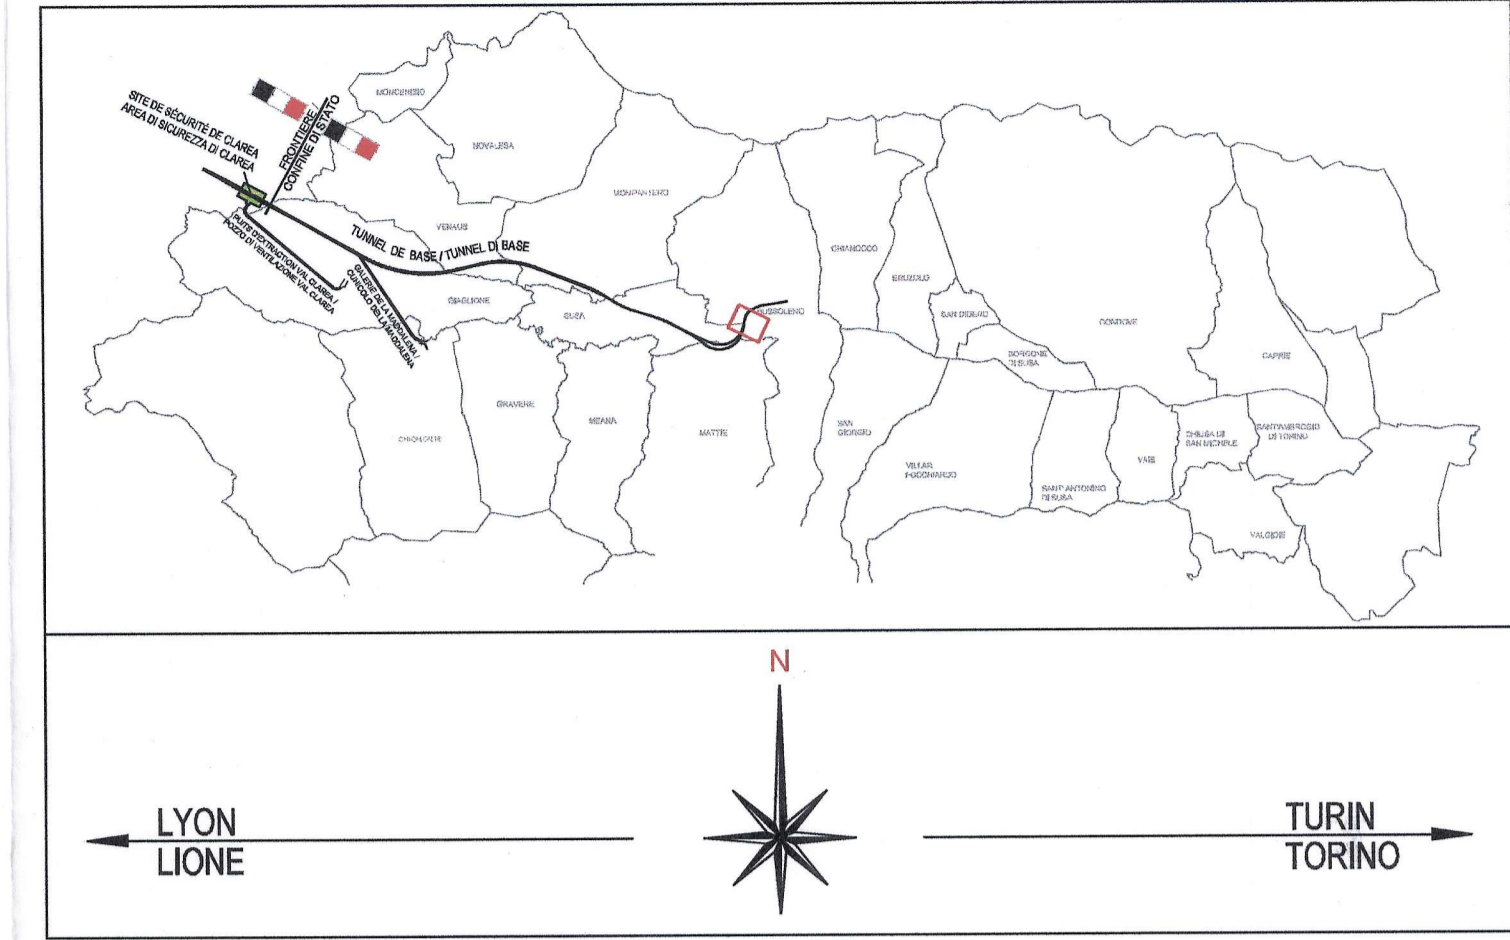 MONCENISIO
SITE DE SÉCURITÉ DE CLAREA
AREA DI SICUREZZA DI CLAREA
FRONTIERE /
CONFINE DI STATO
NOVALESA
MOMPANTERO
VENAUS
PUITS D'EXTRACTION VAL CLAREA /
POZZO DI VENTILAZIONE VAL CLAREA
TUNNEL DE BASE / TUNNEL DI BASE
CHIANOCCO
BRUZOLO
GALERIE DE LA MADDALENA /
CUNICOLO DELLA MADDALENA
GIAGLIONE
SUSA
BUSSOLENO
SAN DIDERO
CONDOVE
BORGONE
DI SUSA
CAPRIE
GRAVERE
MEANA
MATTIE
CHIOMONTE
SAN
GIORGIO
VILLAR
FOCCHIARDO
SANT' ANTONINO
DI SUSA
VAIE
CHIUSA DI
SAN MICHELE
SANT'AMBROGIO
DI TORINO
VALGIOIE
N
LYON
LIONE
TURIN
TORINO